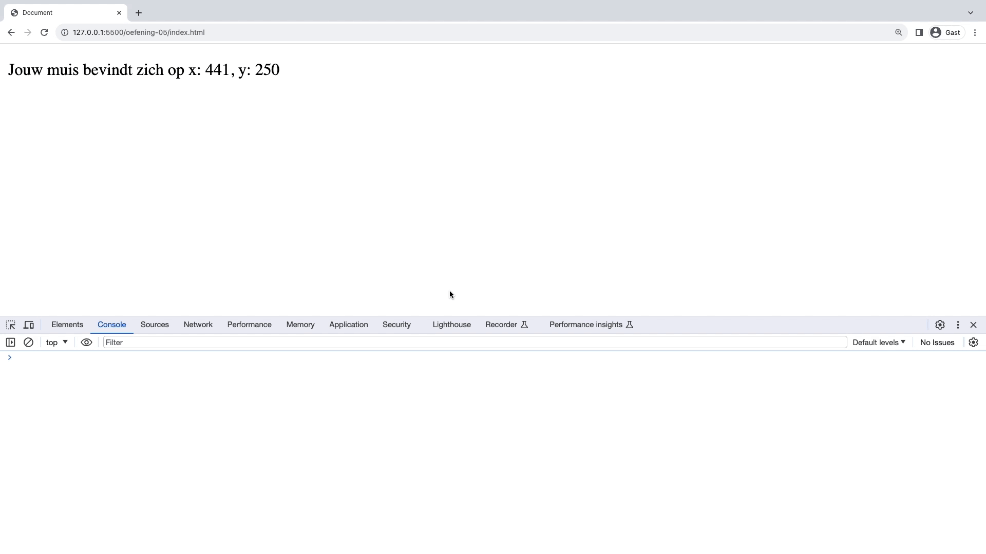 Document
127.0.0.1:5500/oefening-05/index.html
Gast
Jouw muis bevindt zich op x: 441, y: 250
Elements Console Sources Network Performance Memory Application Security Lighthouse Recorder Performance insights
top Filter Default levels No Issues